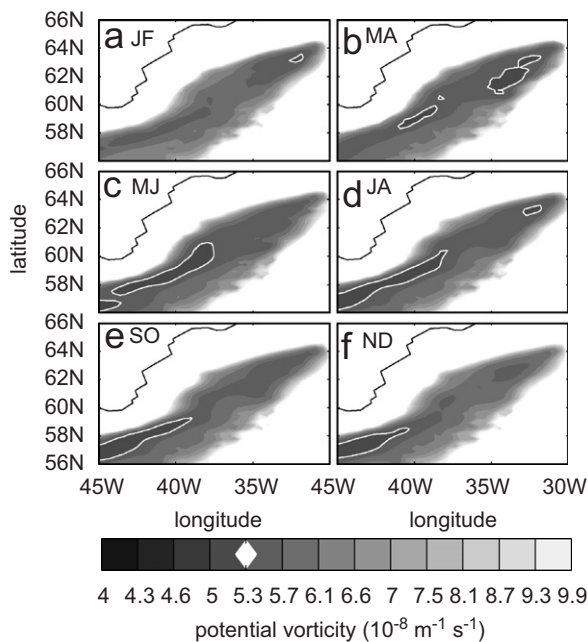 a JF
b MA
66N
64N
62N
60N
58N
c MJ
d JA
66N
64N
62N
60N
58N
e SO
f ND
66N
64N
62N
60N
58N
56N
latitude
45W 40W 35W 45W 40W 35W 30W
longitude longitude
4 4.3 4.6 5 5.3 5.7 6.1 6.6 7 7.5 8.1 8.7 9.3 9.9
potential vorticity (10⁻⁸ m⁻¹ s⁻¹)